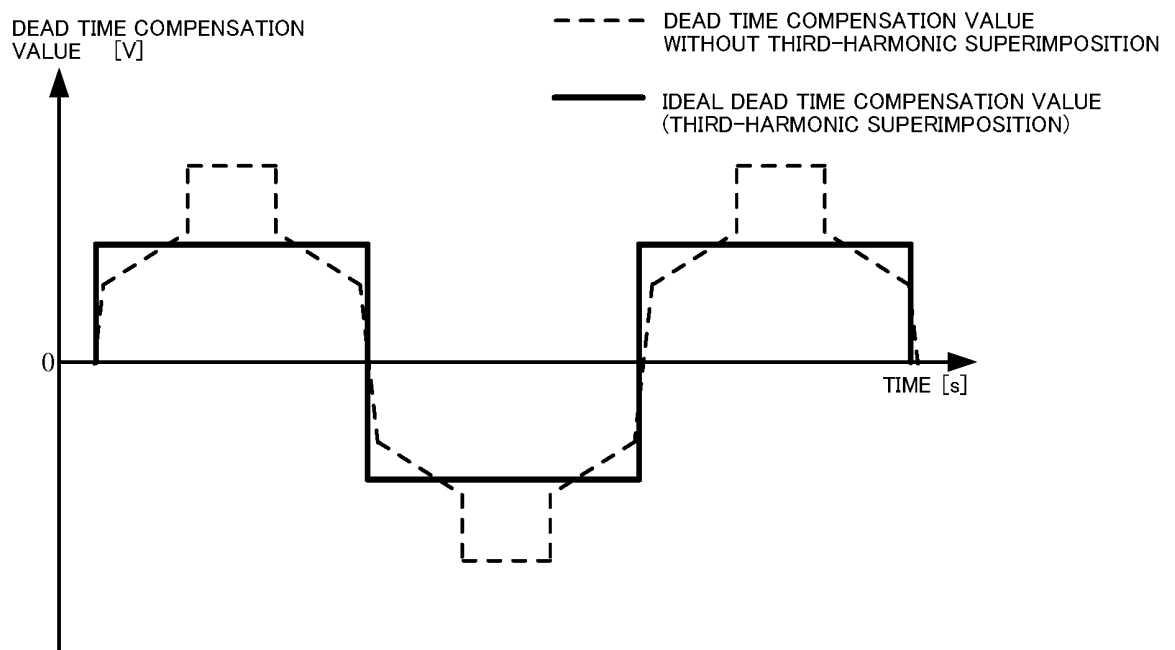 DEAD TIME COMPENSATION
VALUE [V]
DEAD TIME COMPENSATION VALUE
WITHOUT THIRD-HARMONIC SUPERIMPOSITION
IDEAL DEAD TIME COMPENSATION VALUE
(THIRD-HARMONIC SUPERIMPOSITION)
0
TIME [s]